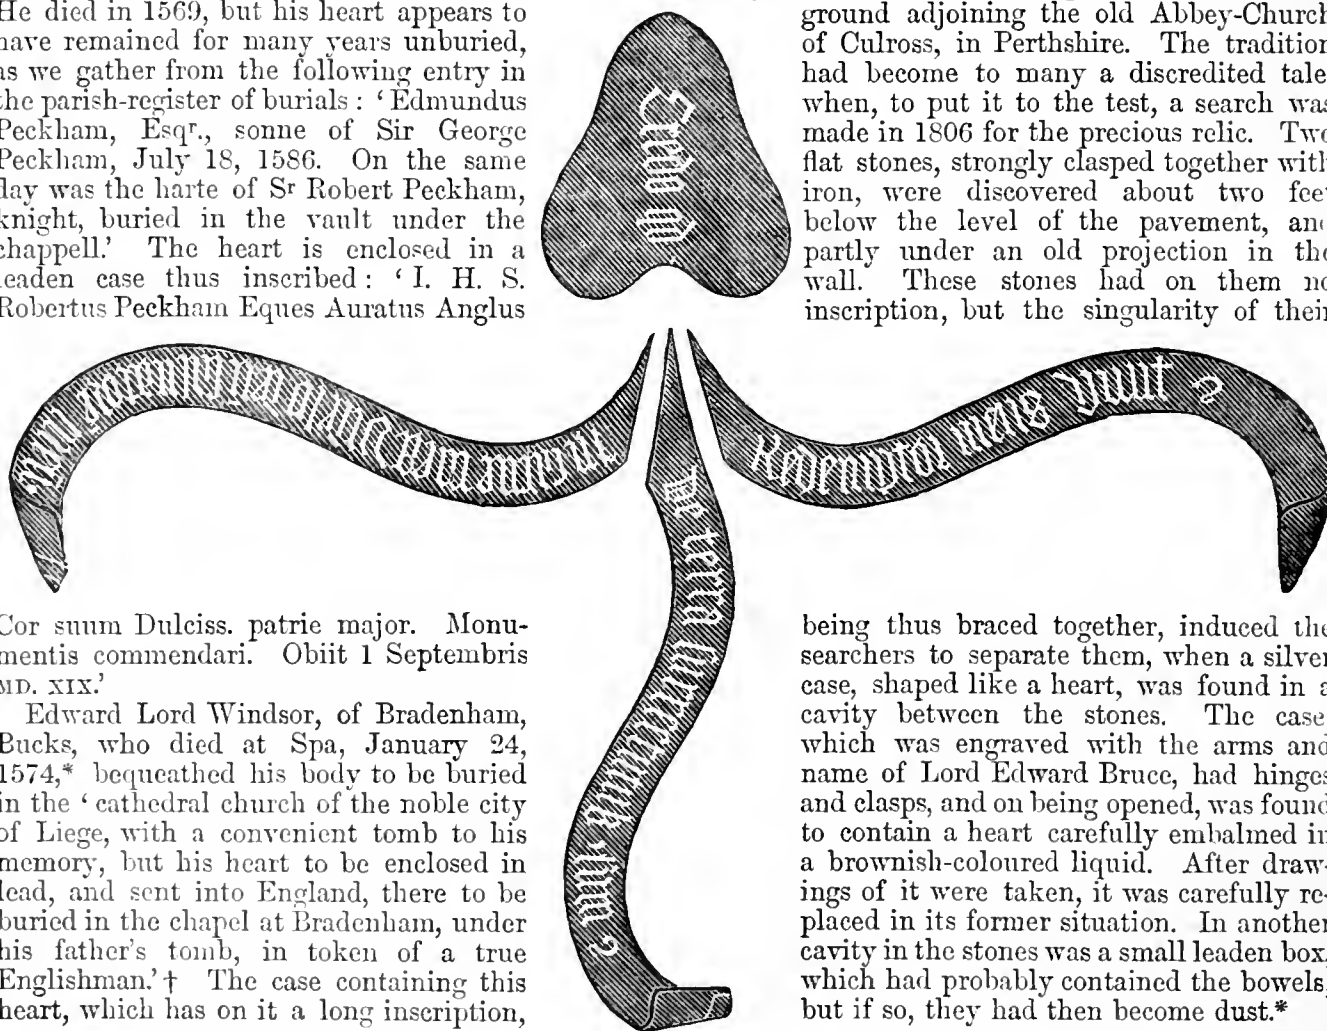 He died in 1569, but his heart appears to
have remained for many years unburied,
as we gather from the following entry in
the parish-register of burials : ‘ Edmundus
Peckham, Esqʳ., sonne of Sir George
Peckham, July 18, 1586. On the same
day was the harte of Sʳ Robert Peckham,
knight, buried in the vault under the
chappell.’ The heart is enclosed in a
leaden case thus inscribed : ‘ I. H. S.
Robertus Peckham Eques Auratus Anglus
Cor suum Dulciss. patrie major. Monu-
mentis commendari. Obiit 1 Septembris
MD. XIX.’
Edward Lord Windsor, of Bradenham,
Bucks, who died at Spa, January 24,
1574,* bequeathed his body to be buried
in the ‘ cathedral church of the noble city
of Liege, with a convenient tomb to his
memory, but his heart to be enclosed in
lead, and sent into England, there to be
buried in the chapel at Bradenham, under
his father’s tomb, in token of a true
Englishman.’ † The case containing this
heart, which has on it a long inscription,
Credo
Redemptor meis Vivit
De terra
ground adjoining the old Abbey-Church
of Culross, in Perthshire. The tradition
had become to many a discredited tale,
when, to put it to the test, a search was
made in 1806 for the precious relic. Two
flat stones, strongly clasped together with
iron, were discovered about two feet
below the level of the pavement, and
partly under an old projection in the
wall. These stones had on them no
inscription, but the singularity of their
being thus braced together, induced the
searchers to separate them, when a silver
case, shaped like a heart, was found in a
cavity between the stones. The case,
which was engraved with the arms and
name of Lord Edward Bruce, had hinges
and clasps, and on being opened, was found
to contain a heart carefully embalmed in
a brownish-coloured liquid. After draw-
ings of it were taken, it was carefully re-
placed in its former situation. In another
cavity in the stones was a small leaden box,
which had probably contained the bowels,
but if so, they had then become dust.*